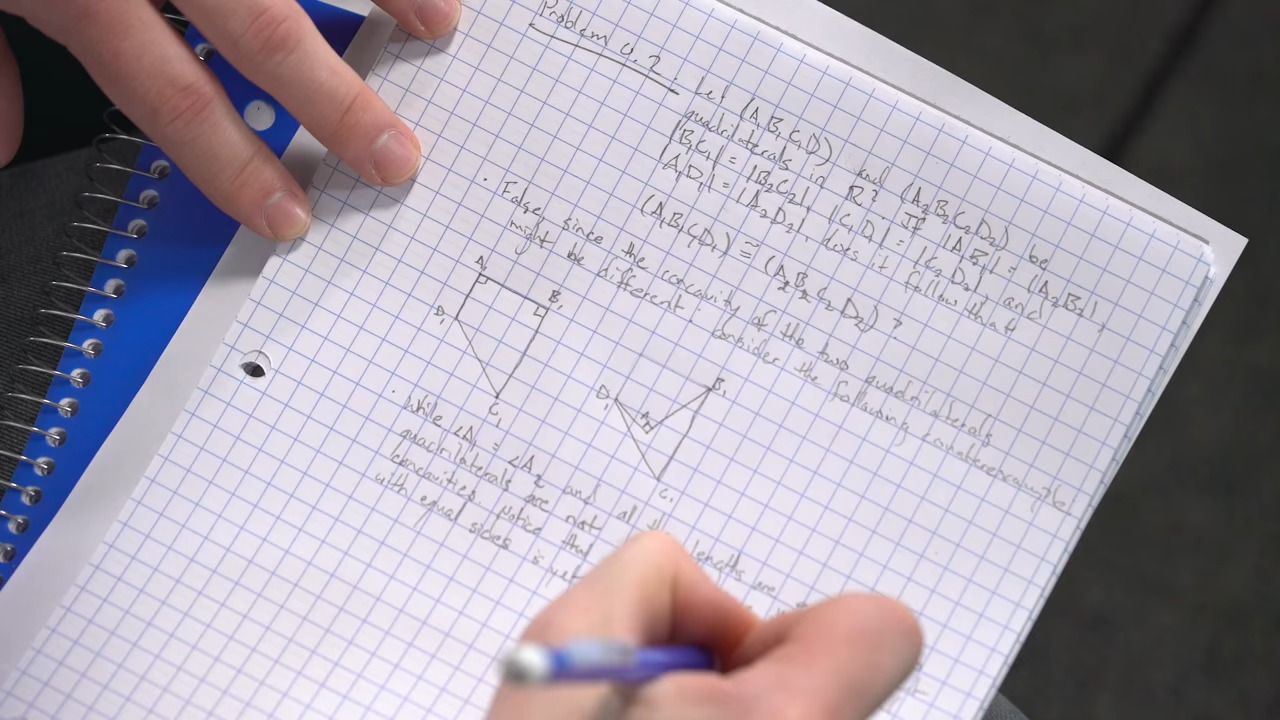 Problem 6.2: Let (A₁B₁C₁D₁) and (A₂B₂C₂D₂) be
quadrilaterals in R². If |A₁B₁| = |A₂B₂|,
|B₁C₁| = |B₂C₂|, |C₁D₁| = |C₂D₂|, and
|A₁D₁| = |A₂D₂|, does it follow that
(A₁B₁C₁D₁) ≅ (A₂B₂C₂D₂)?
· False, since the concavity of the two quadrilaterals
might be different: consider the following counterexample
A₁
B₁
D₁
C₁
D₁
B₁
A₁
C₁
· While ∠A₁ = ∠A₂ and all lengths are
quadrilaterals are not
concavities. Notice that
with equal sides is yet